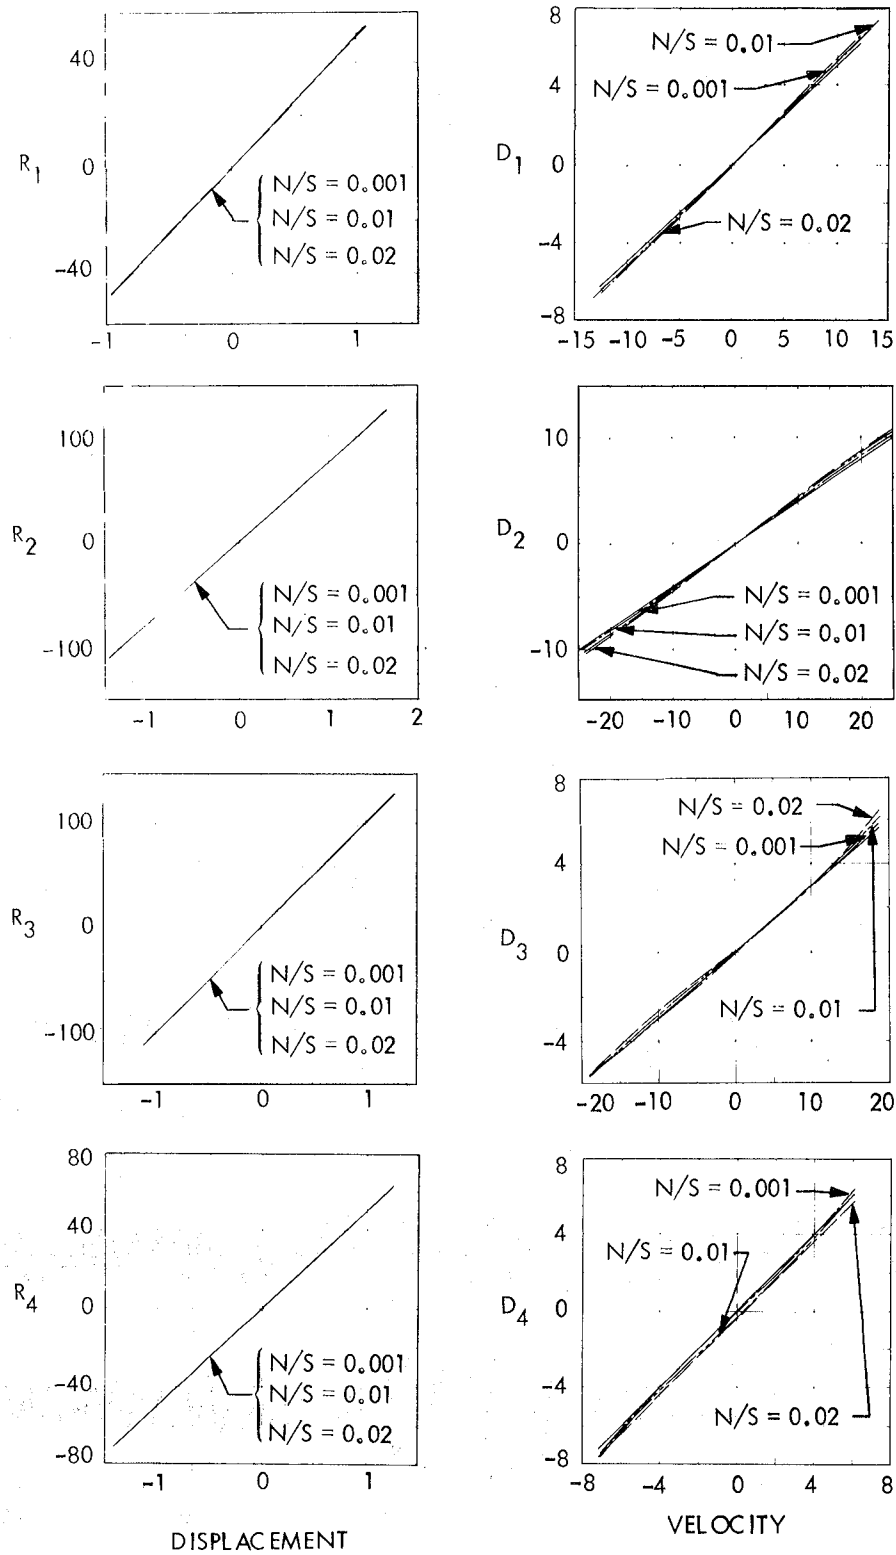 40
R1
0
-40
N/S = 0.001
N/S = 0.01
N/S = 0.02
-1 0 1
8
D1
4
0
-4
-8
N/S = 0.01
N/S = 0.001
N/S = 0.02
-15 -10 -5 0 5 10 15
100
R2
0
-100
N/S = 0.001
N/S = 0.01
N/S = 0.02
-1 0 1 2
10
D2
0
-10
N/S = 0.001
N/S = 0.01
N/S = 0.02
-20 -10 0 10 20
100
R3
0
-100
N/S = 0.001
N/S = 0.01
N/S = 0.02
-1 0 1
8
4
D3
0
-4
N/S = 0.02
N/S = 0.001
N/S = 0.01
-20 -10 0 10 20
80
40
R4
0
-40
-80
N/S = 0.001
N/S = 0.01
N/S = 0.02
-1 0 1
DISPLACEMENT
8
4
D4
0
-4
-8
N/S = 0.001
N/S = 0.01
N/S = 0.02
-8 -4 0 4 8
VELOCITY